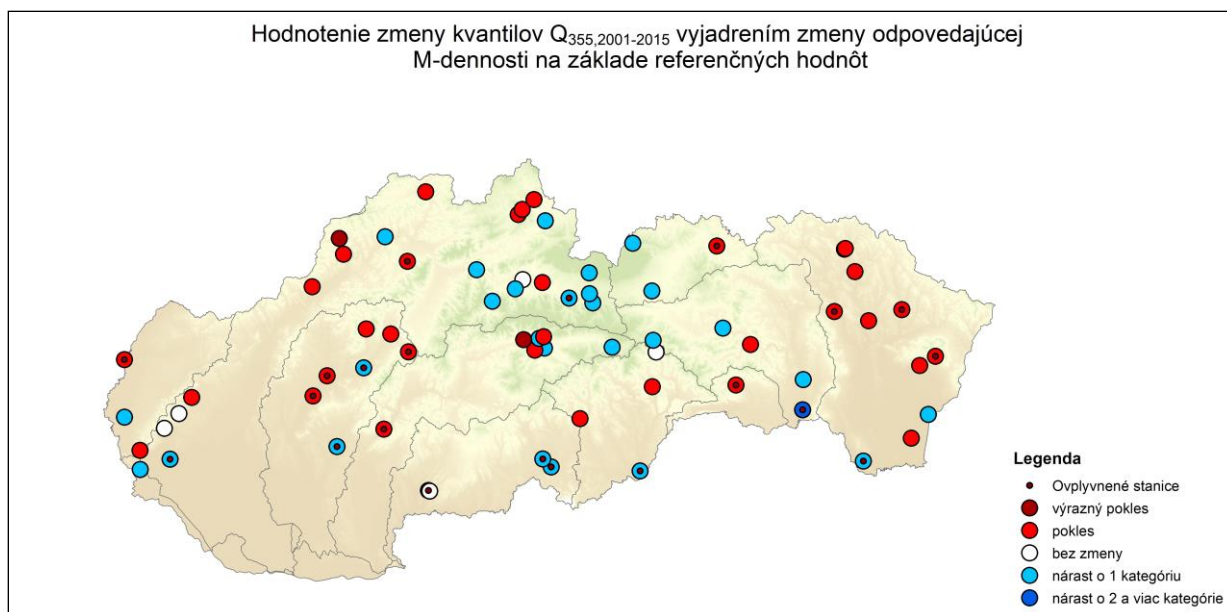 Hodnotenie zmeny kvantilov Q355,2001-2015 vyjadrením zmeny odpovedajúcej
M-dennosti na základe referenčných hodnôt
Legenda
Ovplyvnené stanice
výrazný pokles
pokles
bez zmeny
nárast o 1 kategóriu
nárast o 2 a viac kategórie